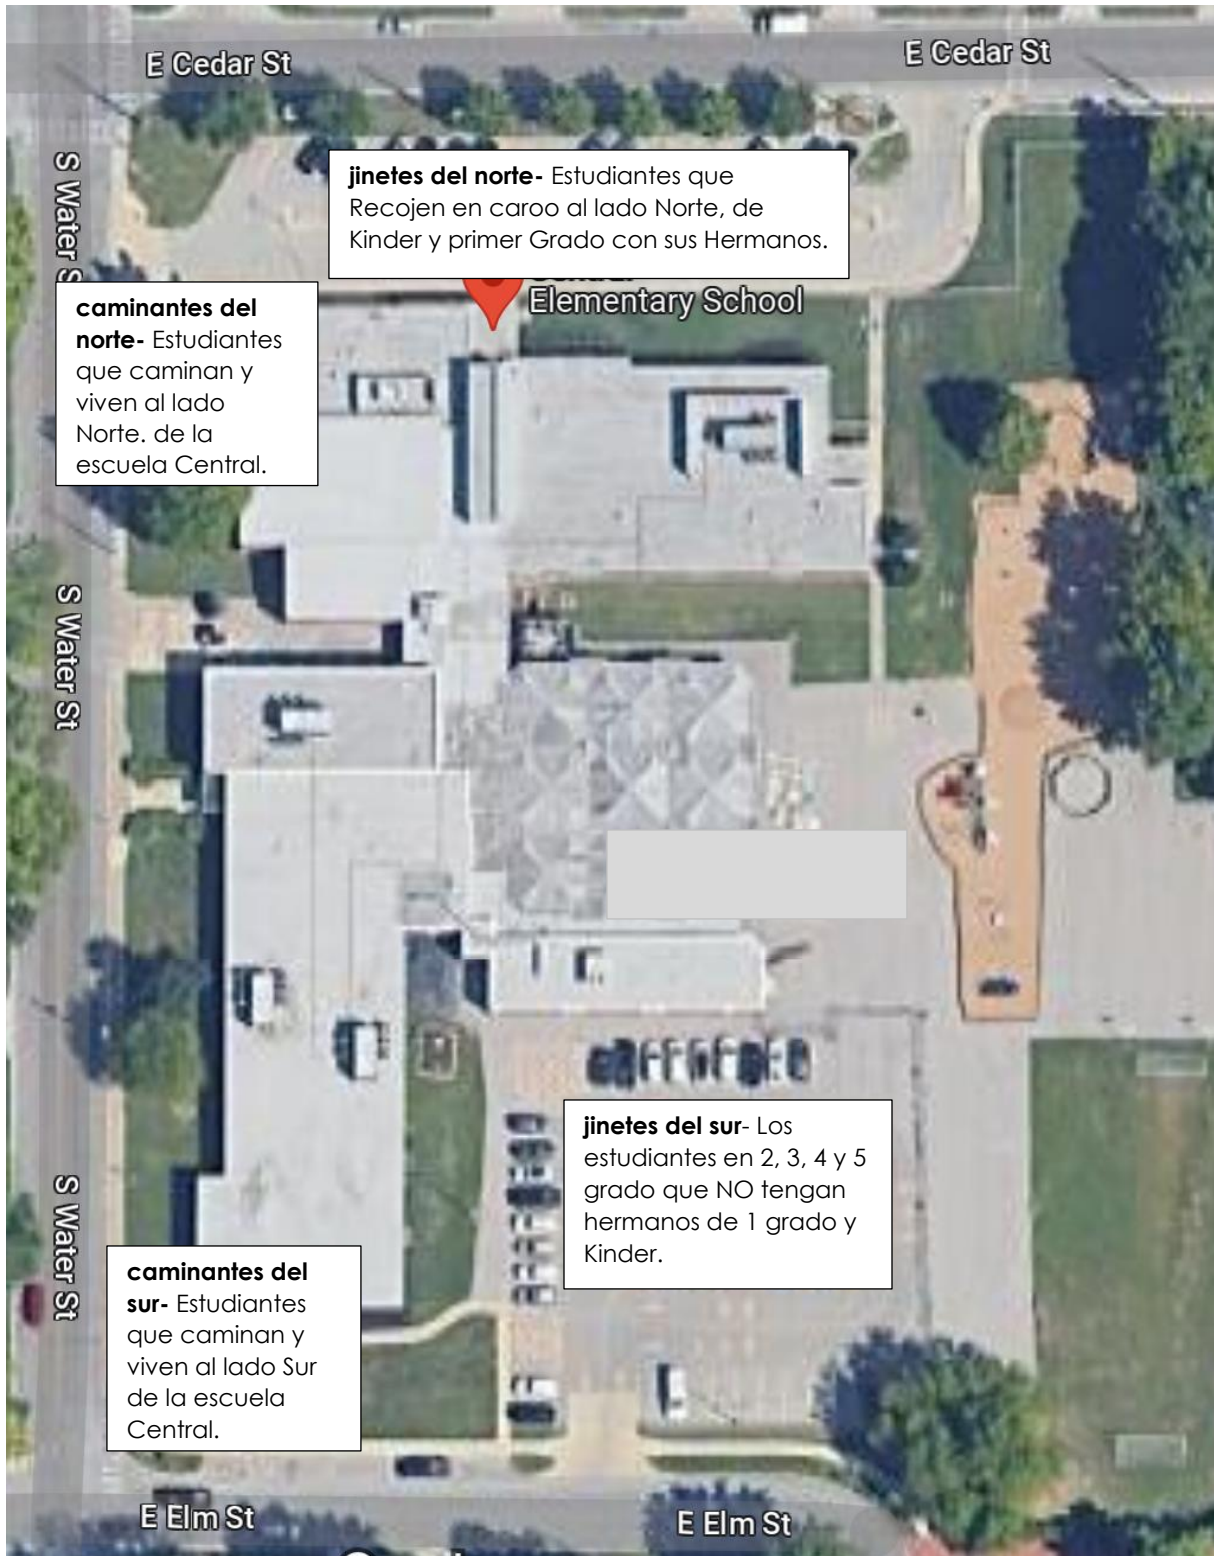 E Cedar St
E Cedar St
S Water S
jinetes del norte- Estudiantes que
Recojen en caroo al lado Norte, de
Kinder y primer Grado con sus Hermanos.
Elementary School
caminantes del
norte- Estudiantes
que caminan y
viven al lado
Norte. de la
escuela Central.
S Water St
jinetes del sur- Los
estudiantes en 2, 3, 4 y 5
grado que NO tengan
hermanos de 1 grado y
Kinder.
S Water St
caminantes del
sur- Estudiantes
que caminan y
viven al lado Sur
de la escuela
Central.
E Elm St
E Elm St